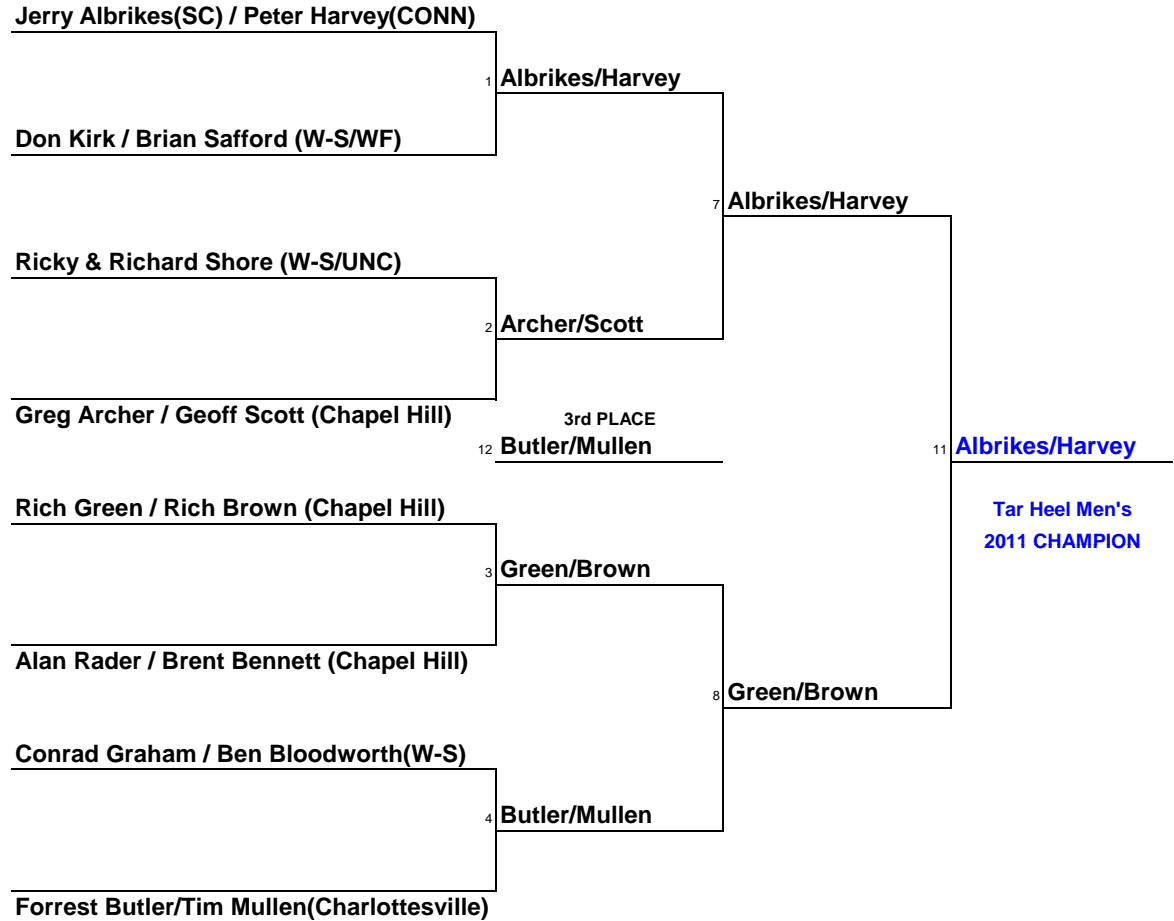 Jerry Albrikes(SC) / Peter Harvey(CONN)
1 Albrikes/Harvey
Don Kirk / Brian Safford (W-S/WF)
7 Albrikes/Harvey
Ricky & Richard Shore (W-S/UNC)
2 Archer/Scott
Greg Archer / Geoff Scott (Chapel Hill)
3rd PLACE
12 Butler/Mullen
11 Albrikes/Harvey
Rich Green / Rich Brown (Chapel Hill)
Tar Heel Men's
2011 CHAMPION
3 Green/Brown
Alan Rader / Brent Bennett (Chapel Hill)
8 Green/Brown
Conrad Graham / Ben Bloodworth(W-S)
4 Butler/Mullen
Forrest Butler/Tim Mullen(Charlottesville)